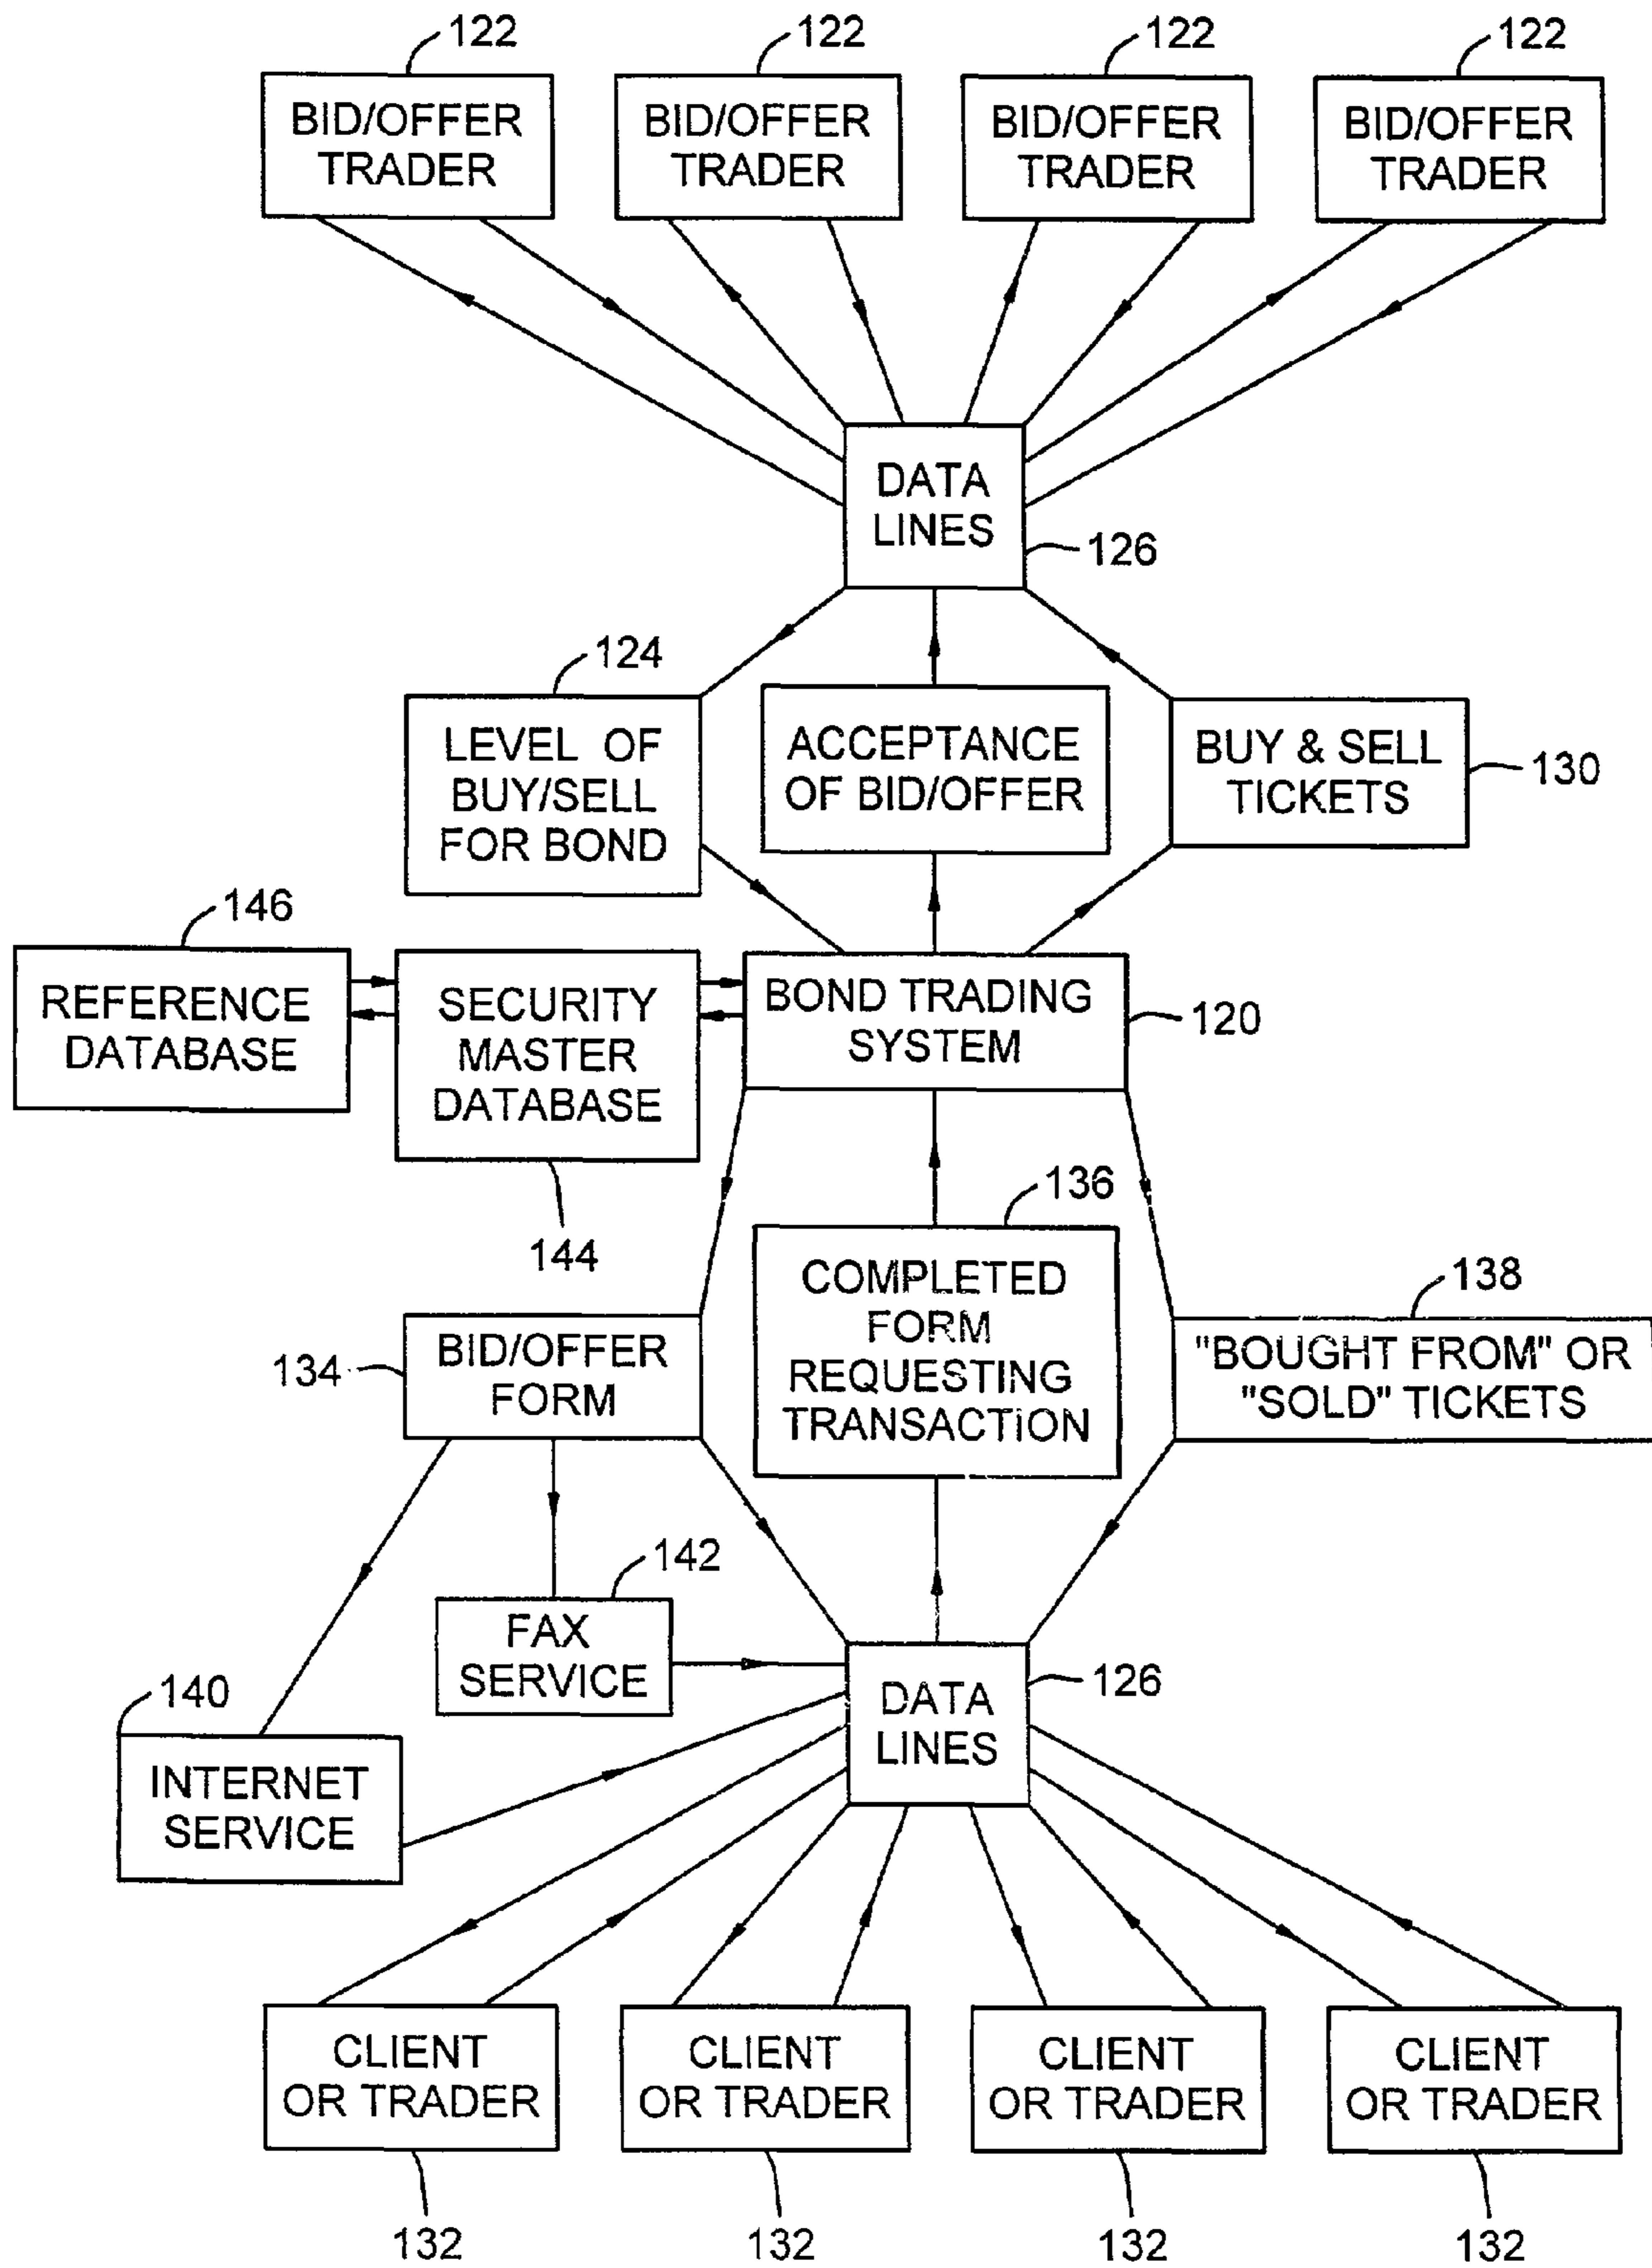 122
122
122
122
BID/OFFER
TRADER
BID/OFFER
TRADER
BID/OFFER
TRADER
BID/OFFER
TRADER
DATA
LINES
126
124
LEVEL OF
BUY/SELL
FOR BOND
ACCEPTANCE
OF BID/OFFER
BUY & SELL
TICKETS
130
146
REFERENCE
DATABASE
SECURITY
MASTER
DATABASE
144
BOND TRADING
SYSTEM
120
136
COMPLETED
FORM
REQUESTING
TRANSACTION
134
BID/OFFER
FORM
138
"BOUGHT FROM" OR
"SOLD" TICKETS
142
FAX
SERVICE
140
INTERNET
SERVICE
DATA
LINES
126
CLIENT
OR TRADER
CLIENT
OR TRADER
CLIENT
OR TRADER
CLIENT
OR TRADER
132
132
132
132